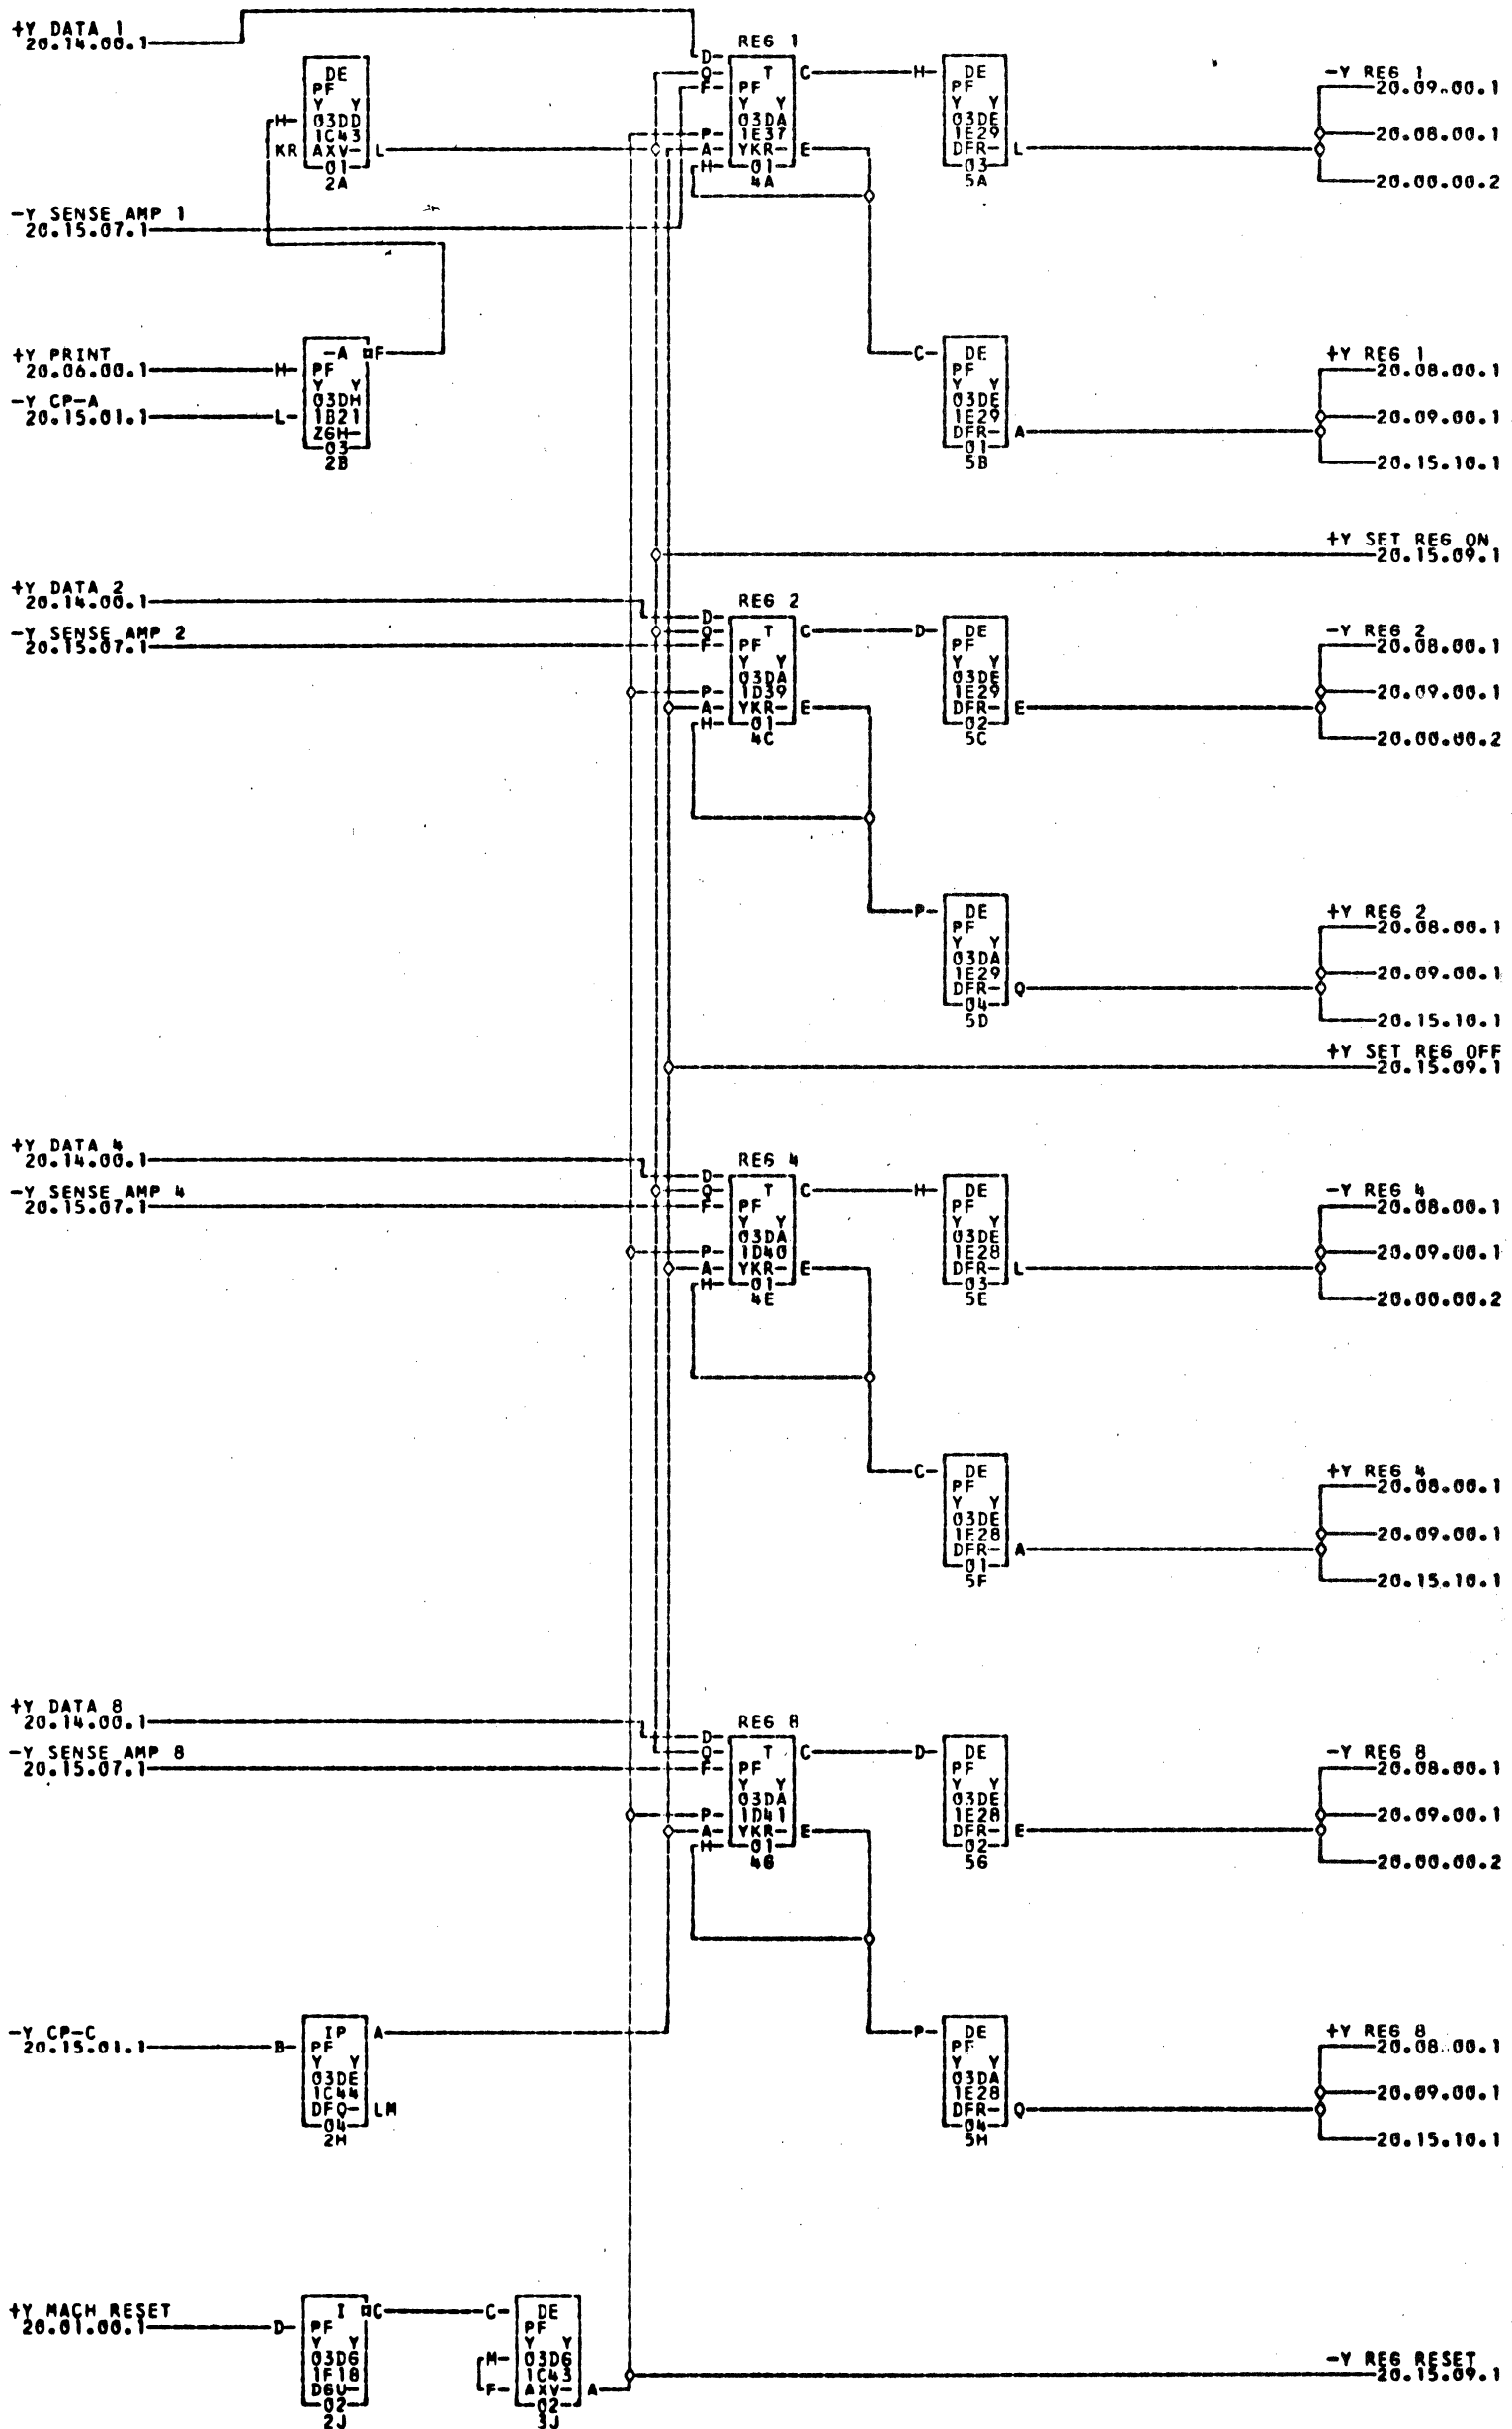 +Y DATA 1
20.14.00.1
DE
PF
Y Y
03DD
1C43
AXV-
01
2A
H
KR
L
REG 1
D
Q
F
P
A
H
T
PF
Y Y
03DA
1E37
YKR-
01
4A
C
E
H
DE
PF
Y Y
03DE
1E29
DFR-
03
5A
L
-Y REG 1
20.09.00.1
20.08.00.1
20.00.00.2
-Y SENSE AMP 1
20.15.07.1
+Y PRINT
20.06.00.1
-Y CP-A
20.15.01.1
H
L
-A
PF
Y Y
03DH
1B21
Z6H-
03
2B
F
C
DE
PF
Y Y
03DE
1E29
DFR-
01
5B
A
+Y REG 1
20.08.00.1
20.09.00.1
20.15.10.1
+Y SET REG ON
20.15.09.1
+Y DATA 2
20.14.00.1
-Y SENSE AMP 2
20.15.07.1
REG 2
D
Q
F
P
A
H
T
PF
Y Y
03DA
1D39
YKR-
01
4C
C
E
D
DE
PF
Y Y
03DE
1E29
DFR-
02
5C
E
-Y REG 2
20.08.00.1
20.09.00.1
20.00.00.2
P
DE
PF
Y Y
03DA
1E29
DFR-
04
5D
Q
+Y REG 2
20.08.00.1
20.09.00.1
20.15.10.1
+Y SET REG OFF
20.15.09.1
+Y DATA 4
20.14.00.1
-Y SENSE AMP 4
20.15.07.1
REG 4
D
Q
F
P
A
H
T
PF
Y Y
03DA
1D40
YKR-
01
4E
C
E
H
DE
PF
Y Y
03DE
1E28
DFR-
03
5E
L
-Y REG 4
20.08.00.1
20.09.00.1
20.00.00.2
C
DE
PF
Y Y
03DE
1E28
DFR-
01
5F
A
+Y REG 4
20.08.00.1
20.09.00.1
20.15.10.1
+Y DATA 8
20.14.00.1
-Y SENSE AMP 8
20.15.07.1
REG 8
D
Q
F
P
A
H
T
PF
Y Y
03DA
1D41
YKR-
01
4G
C
E
D
DE
PF
Y Y
03DE
1E28
DFR-
02
5G
E
-Y REG 8
20.08.00.1
20.09.00.1
20.00.00.2
-Y CP-C
20.15.01.1
B
IP
PF
Y Y
03DE
1C44
DFQ-
04
2H
A
LM
P
DE
PF
Y Y
03DA
1E28
DFR-
04
5H
Q
+Y REG 8
20.08.00.1
20.09.00.1
20.15.10.1
+Y MACH RESET
20.01.00.1
D
I
PF
Y Y
03DG
1F18
DGU-
02
2J
C
C
M
F
DE
PF
Y Y
03DG
1C43
AXV-
02
3J
A
-Y REG RESET
20.15.09.1